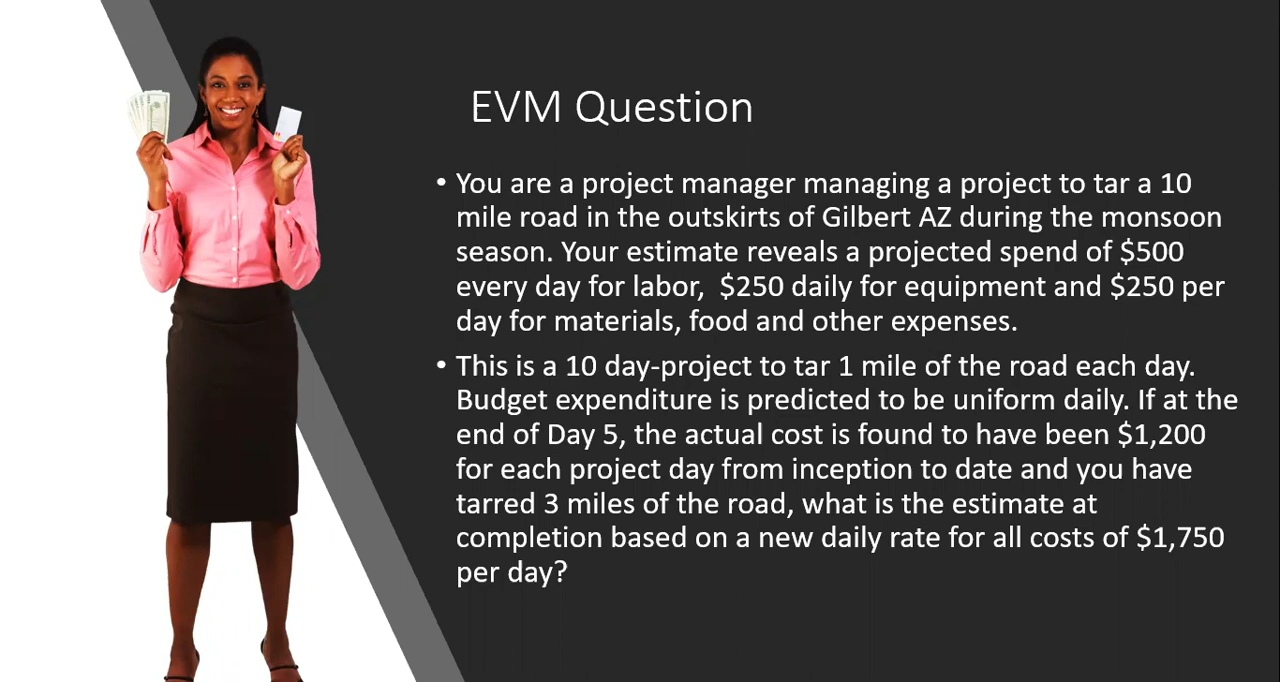 EVM Question
• You are a project manager managing a project to tar a 10
mile road in the outskirts of Gilbert AZ during the monsoon
season. Your estimate reveals a projected spend of $500
every day for labor,  $250 daily for equipment and $250 per
day for materials, food and other expenses.
• This is a 10 day-project to tar 1 mile of the road each day.
Budget expenditure is predicted to be uniform daily. If at the
end of Day 5, the actual cost is found to have been $1,200
for each project day from inception to date and you have
tarred 3 miles of the road, what is the estimate at
completion based on a new daily rate for all costs of $1,750
per day?